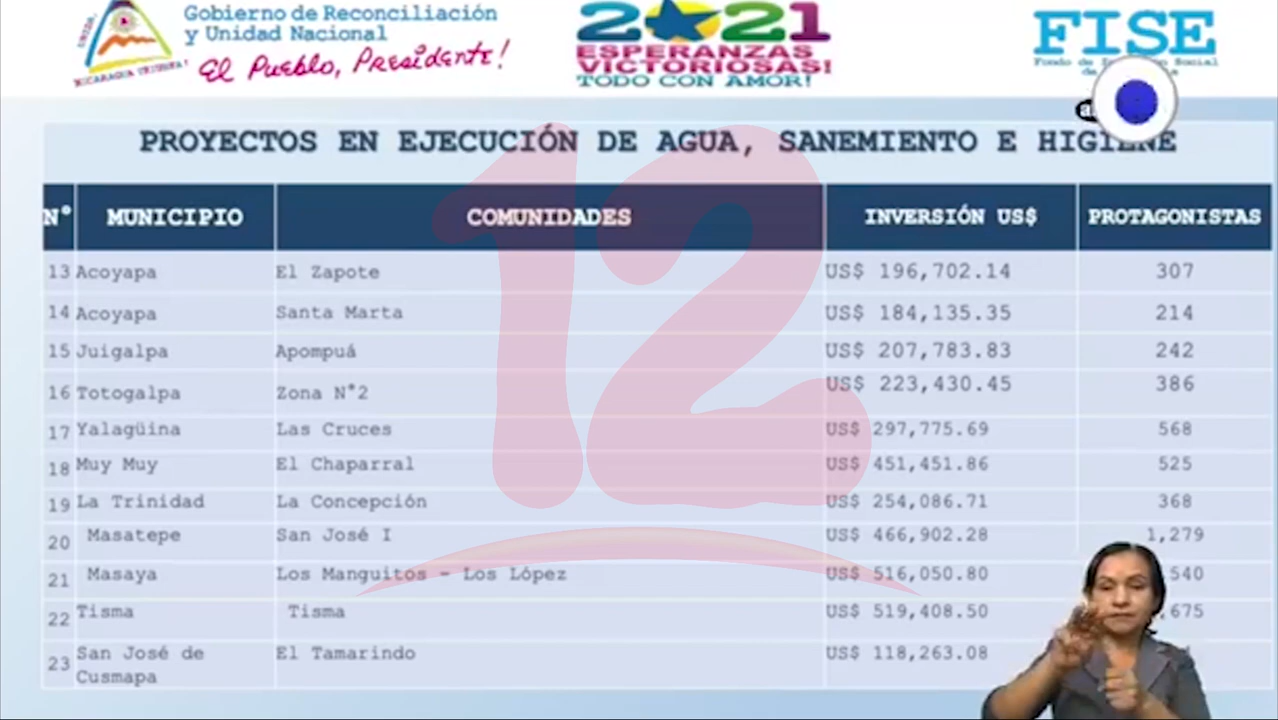 Gobierno de Reconciliación
y Unidad Nacional
El Pueblo, Presidente!
2021
ESPERANZAS
VICTORIOSAS!
TODO CON AMOR!
FISE
PROYECTOS EN EJECUCIÓN DE AGUA, SANEMIENTO E HIGIENE
N° MUNICIPIO COMUNIDADES INVERSIÓN US$ PROTAGONISTAS
13 Acoyapa El Zapote US$ 196,702.14 307
14 Acoyapa Santa Marta US$ 184,135.35 214
15 Juigalpa Apompuá US$ 207,783.83 242
16 Totogalpa Zona N°2 US$ 223,430.45 386
17 Yalagüina Las Cruces US$ 297,775.69 568
18 Muy Muy El Chaparral US$ 451,451.86 525
19 La Trinidad La Concepción US$ 254,086.71 368
20 Masatepe San José I US$ 466,902.28 1,279
21 Masaya Los Manguitos - Los López US$ 516,050.80 540
22 Tisma Tisma US$ 519,408.50 ,675
23 San José de Cusmapa El Tamarindo US$ 118,263.08
12